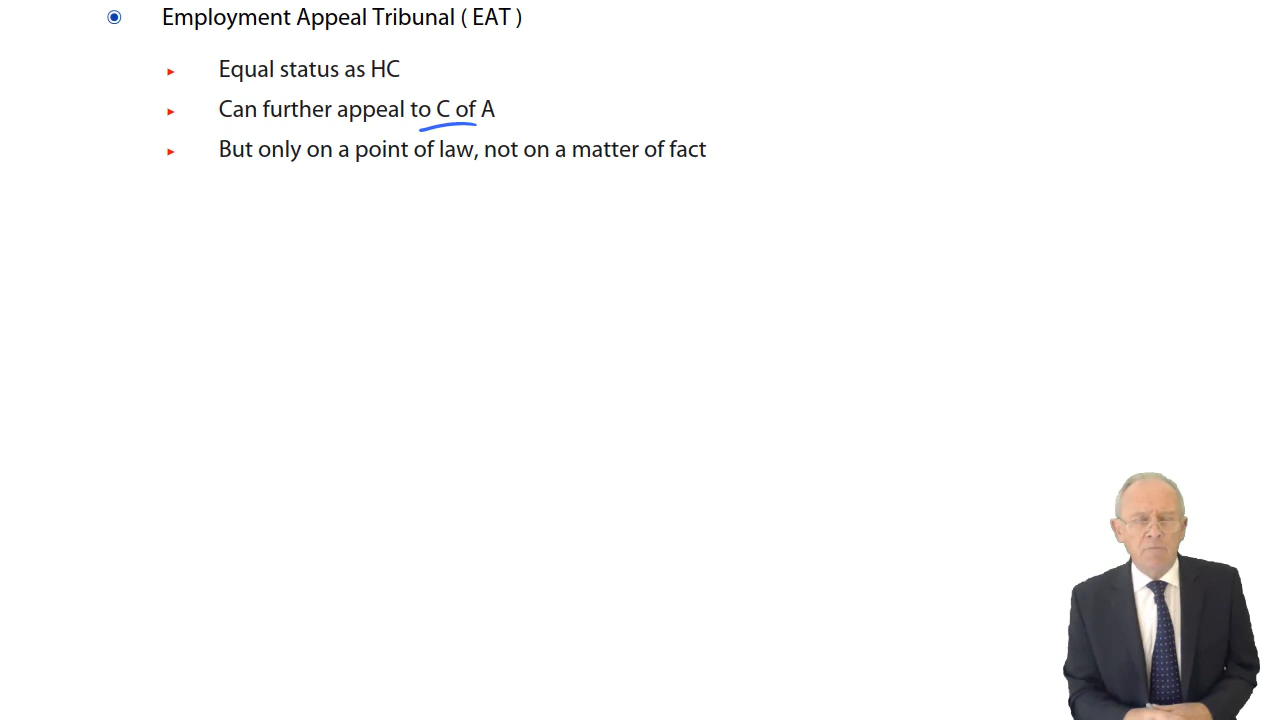 Employment Appeal Tribunal ( EAT )
Equal status as HC
Can further appeal to C of A
But only on a point of law, not on a matter of fact